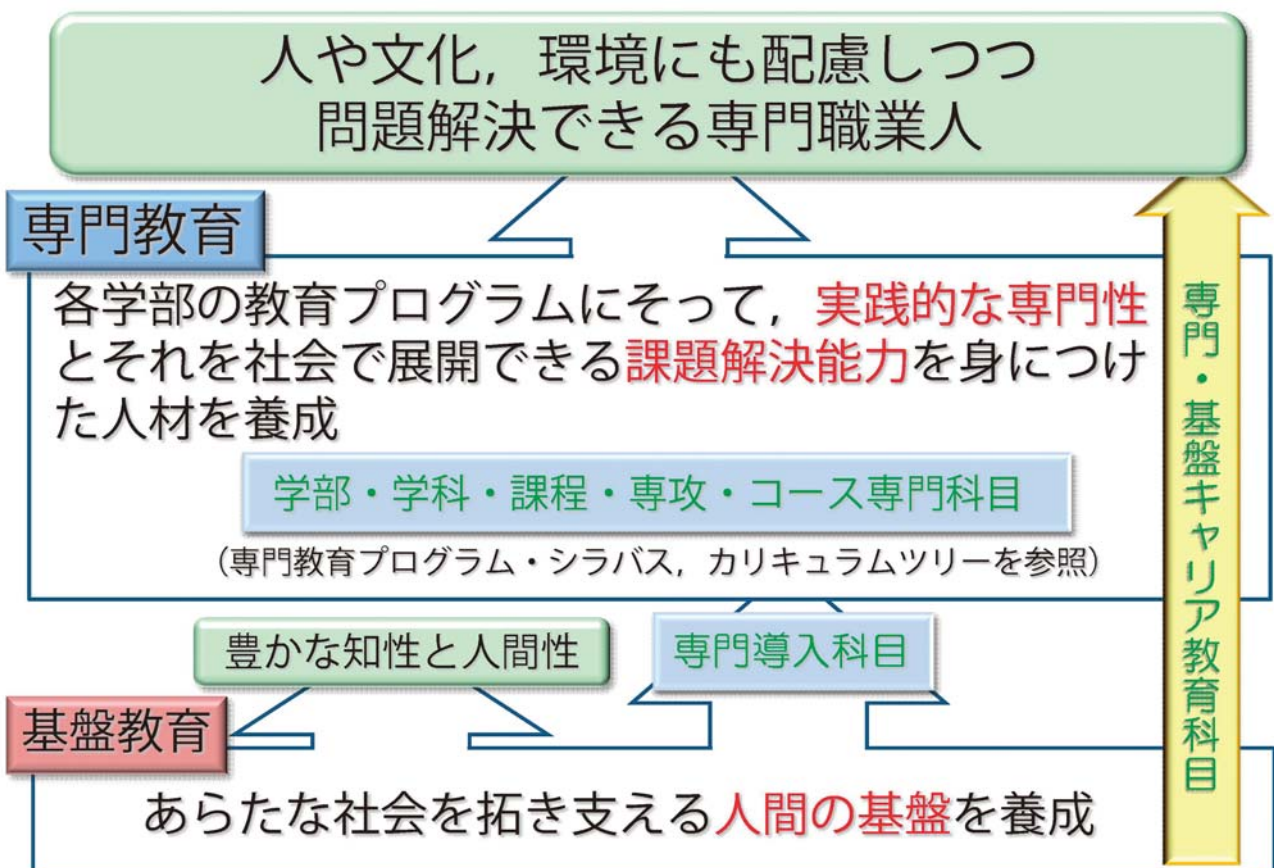 人や文化，環境にも配慮しつつ
問題解決できる専門職業人
専門教育
各学部の教育プログラムにそって，実践的な専門性
とそれを社会で展開できる課題解決能力を身につけ
た人材を養成
学部・学科・課程・専攻・コース専門科目
（専門教育プログラム・シラバス，カリキュラムツリーを参照）
豊かな知性と人間性
専門導入科目
基盤教育
あらたな社会を拓き支える人間の基盤を養成
専門・基盤キャリア教育科目